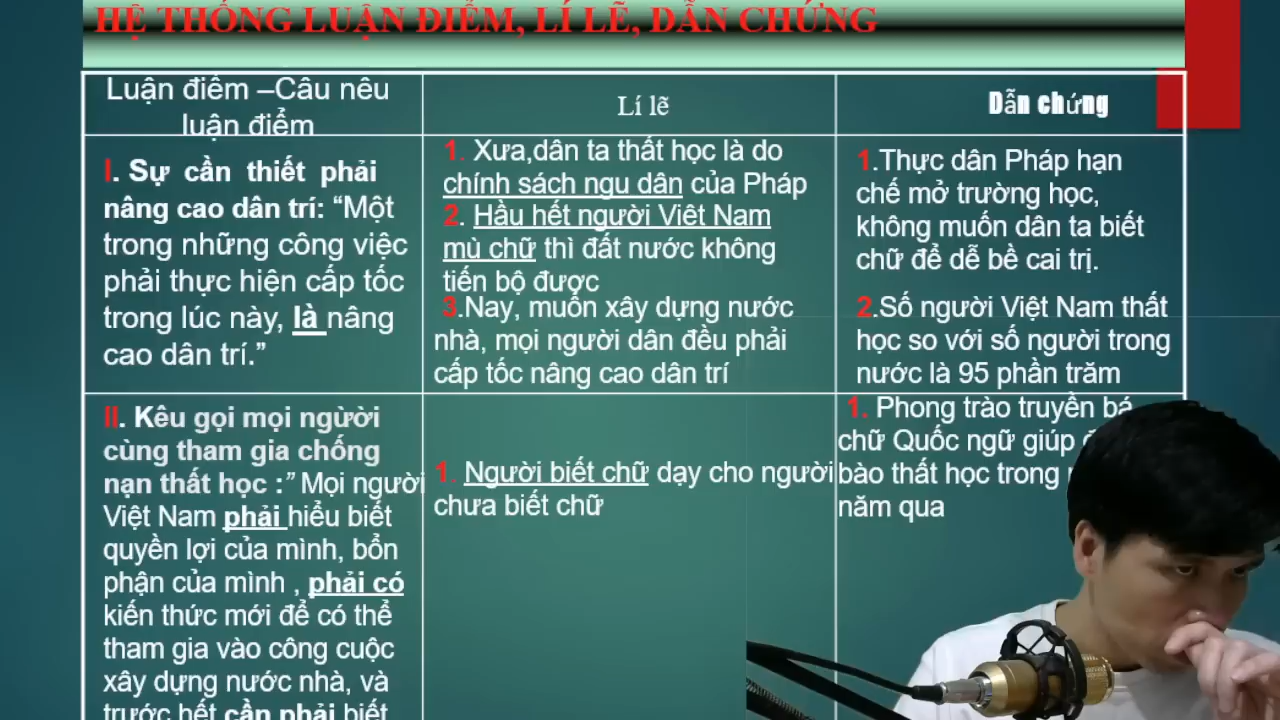 HỆ THỐNG LUẬN ĐIỂM, LÍ LẼ, DẪN CHỨNG
Luận điểm –Câu nêu
luận điểm
Lí lẽ
Dẫn chứng
I. Sự cần thiết phải
nâng cao dân trí: “Một
trong những công việc
phải thực hiện cấp tốc
trong lúc này, là nâng
cao dân trí.”
1. Xưa,dân ta thất học là do
chính sách ngu dân của Pháp
2. Hầu hết người Việt Nam
mù chữ thì đất nước không
tiến bộ được
3.Nay, muốn xây dựng nước
nhà, mọi người dân đều phải
cấp tốc nâng cao dân trí
1.Thực dân Pháp hạn
chế mở trường học,
không muốn dân ta biết
chữ để dễ bề cai trị.
2.Số người Việt Nam thất
học so với số người trong
nước là 95 phần trăm
II. Kêu gọi mọi ngừời
cùng tham gia chống
nạn thất học :” Mọi người
Việt Nam phải hiểu biết
quyền lợi của mình, bổn
phận của mình , phải có
kiến thức mới để có thể
tham gia vào công cuộc
xây dựng nước nhà, và
trước hết cần phải biết
1. Người biết chữ dạy cho người
chưa biết chữ
1. Phong trào truyền bá
chữ Quốc ngữ giúp
bào thất học trong
năm qua